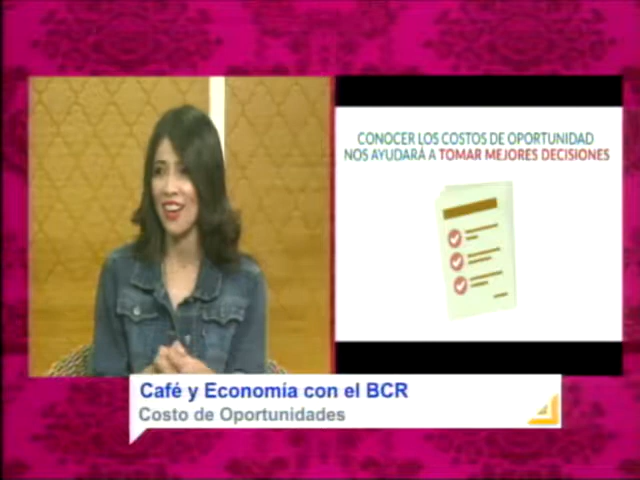 CONOCER LOS COSTOS DE OPORTUNIDAD
NOS AYUDARÁ A TOMAR MEJORES DECISIONES
Café y Economía con el BCR
Costo de Oportunidades